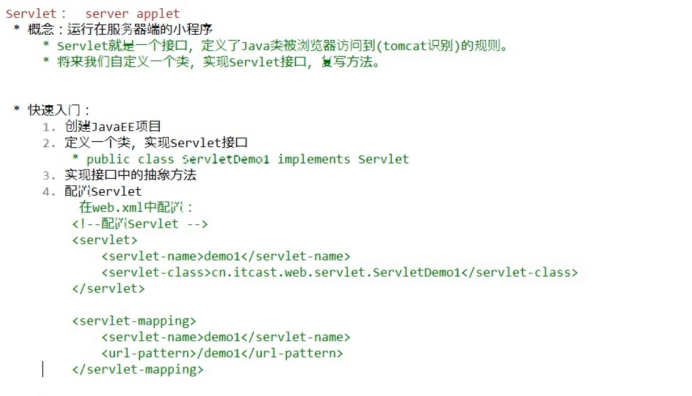 Servlet： server applet
* 概念：运行在服务器端的小程序
* Servlet就是一个接口，定义了Java类被浏览器访问到(tomcat识别)的规则。
* 将来我们自定义一个类，实现Servlet接口，复写方法。
* 快速入门：
1. 创建JavaEE项目
2. 定义一个类，实现Servlet接口
* public class ServletDemo1 implements Servlet
3. 实现接口中的抽象方法
4. 配置Servlet
在web.xml中配置：
<!--配置Servlet -->
<servlet>
<servlet-name>demo1</servlet-name>
<servlet-class>cn.itcast.web.servlet.ServletDemo1</servlet-class>
</servlet>
<servlet-mapping>
<servlet-name>demo1</servlet-name>
<url-pattern>/demo1</url-pattern>
</servlet-mapping>